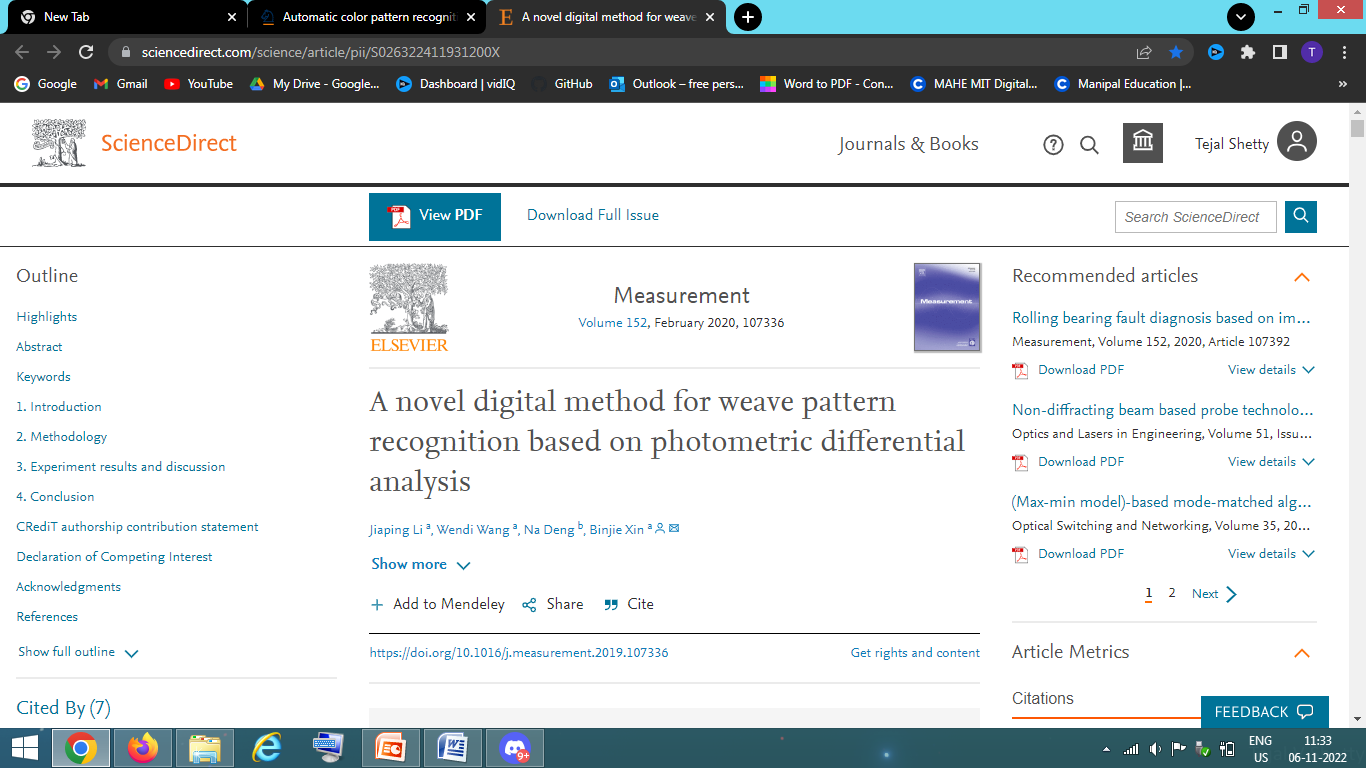 New Tab
Automatic color pattern recognit
A novel digital method for weave
sciencedirect.com/science/article/pii/S026322411931200X
T
Google
Gmail
YouTube
My Drive - Google...
Dashboard | vidIQ
GitHub
Outlook – free pers...
Word to PDF - Con...
MAHE MIT Digital...
Manipal Education |...
»
ScienceDirect
Journals & Books
Tejal Shetty
View PDF
Download Full Issue
Search ScienceDirect
Outline
Highlights
Abstract
Keywords
1. Introduction
2. Methodology
3. Experiment results and discussion
4. Conclusion
CRediT authorship contribution statement
Declaration of Competing Interest
Acknowledgments
References
Show full outline
Cited By (7)
ELSEVIER
Measurement
Volume 152, February 2020, 107336
Measurement
A novel digital method for weave pattern
recognition based on photometric differential
analysis
Jiaping Li a, Wendi Wang a, Na Deng b, Binjie Xin a
Show more
Add to Mendeley
Share
Cite
https://doi.org/10.1016/j.measurement.2019.107336
Get rights and content
Recommended articles
Rolling bearing fault diagnosis based on im...
Measurement, Volume 152, 2020, Article 107392
Download PDF
View details
Non-diffracting beam based probe technolo...
Optics and Lasers in Engineering, Volume 51, Issu...
Download PDF
View details
(Max-min model)-based mode-matched alg...
Optical Switching and Networking, Volume 35, 20...
Download PDF
View details
1 2 Next
Article Metrics
Citations
FEEDBACK
9+
ENG
US
11:33
06-11-2022